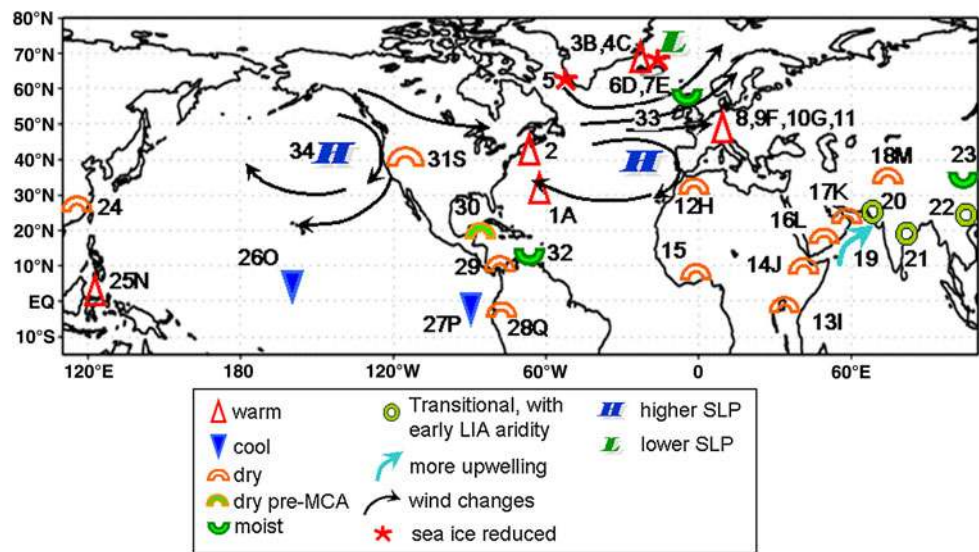 80°N
70°N
60°N
50°N
40°N
30°N
20°N
10°N
EQ
10°S
120°E
180
120°W
60°W
0
60°E
3B,4C
L
5
6D,7E
33
8,9F,10G,11
34
H
31S
2
H
18M
23
24
1A
12H
17K
20
30
16L
22
26O
32
15
14J
19
21
25N
29
27P
28Q
13I
warm
cool
dry
dry pre-MCA
moist
Transitional, with
early LIA aridity
more upwelling
wind changes
sea ice reduced
H higher SLP
L lower SLP